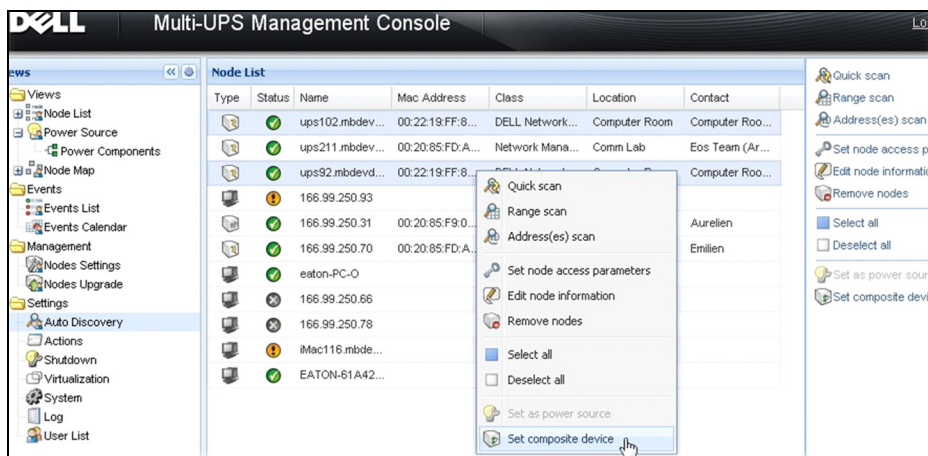 DELL Multi-UPS Management Console Lo
ews Node List
Views
Node List
Power Source
Power Components
Node Map
Events
Events List
Events Calendar
Management
Nodes Settings
Nodes Upgrade
Settings
Auto Discovery
Actions
Shutdown
Virtualization
System
Log
User List
Type Status Name Mac Address Class Location Contact
ups102.mbdev... 00:22:19:FF:8... DELL Network... Computer Room Computer Roo...
ups211.mbdev... 00:20:85:FD:A... Network Mana... Comm Lab Eos Team (Ar...
ups92.mbdevd... 00:22:19:FF:8... Computer Roo...
166.99.250.93
166.99.250.31 00:20:85:F9:0... Aurelien
166.99.250.70 00:20:85:FD:A... Emilien
eaton-PC-O
166.99.250.66
166.99.250.78
iMac116.mbde...
EATON-61A42...
Quick scan
Range scan
Address(es) scan
Set node access parameters
Edit node information
Remove nodes
Select all
Deselect all
Set as power source
Set composite device
Quick scan
Range scan
Address(es) scan
Set node access p
Edit node informatio
Remove nodes
Select all
Deselect all
Set as power sour
Set composite devi